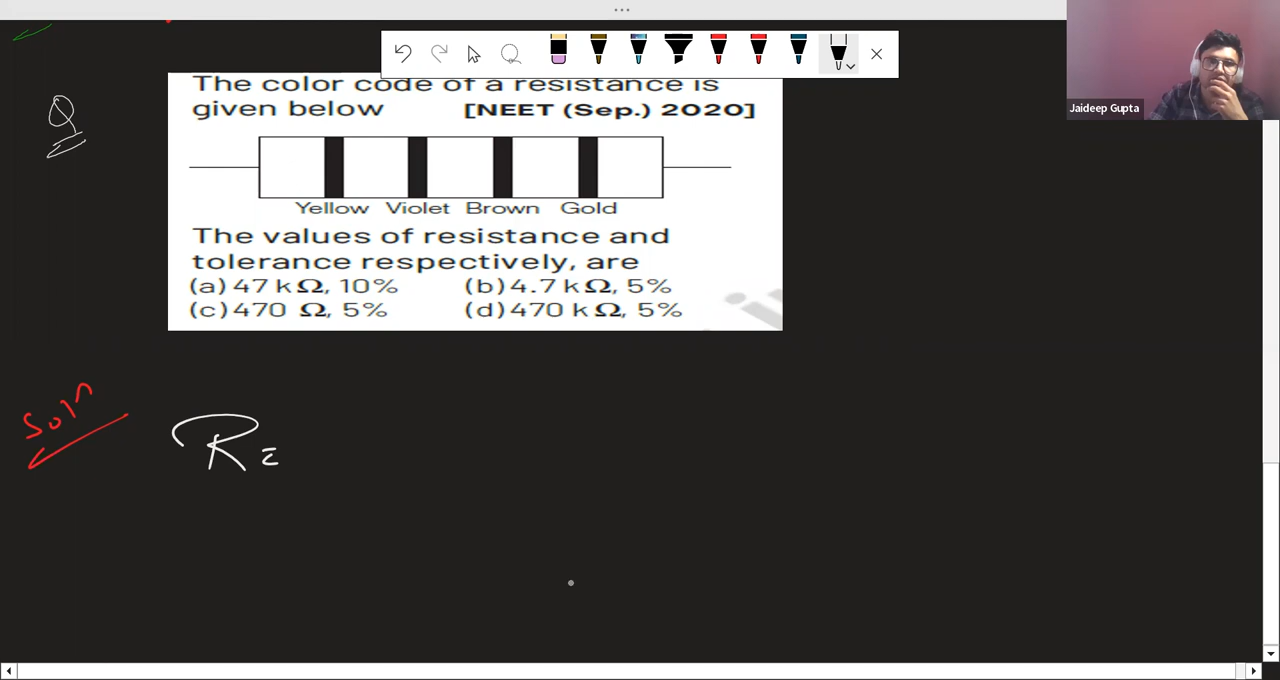 Jaideep Gupta
Q
The color code of a resistance is
given below [NEET (Sep.) 2020]
Yellow Violet Brown Gold
The values of resistance and
tolerance respectively, are
(a) 47 kΩ, 10% (b) 4.7 kΩ, 5%
(c) 470 Ω, 5% (d) 470 kΩ, 5%
Soln
R =